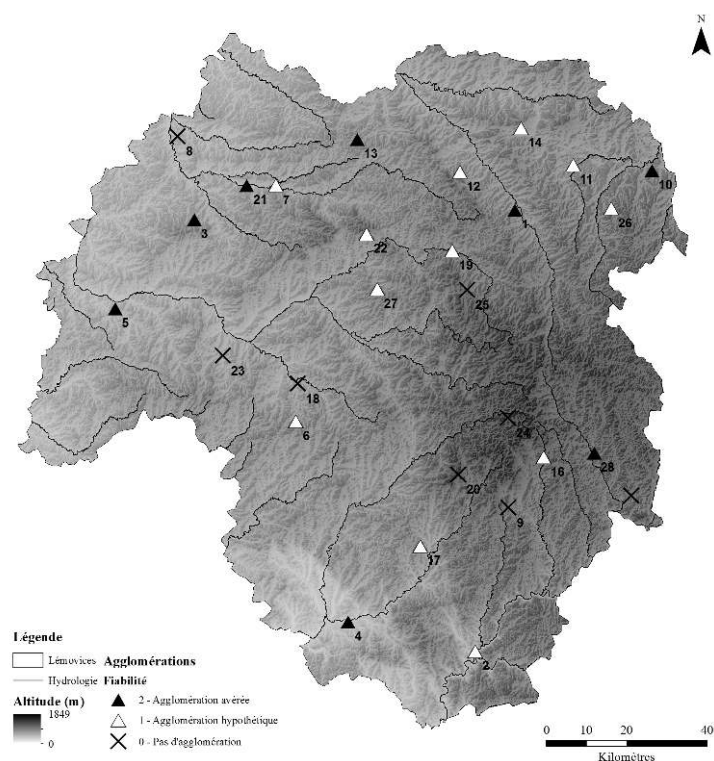 N
8
13
14
21
7
12
11
10
26
3
1
22
19
27
25
5
23
18
6
24
16
28
20
9
17
4
2
Légende
Lémovices
Agglomérations
Hydrologie
Fiabilité
Altitude (m)
1849
0
2 - Agglomération avérée
1 - Agglomération hypothétique
0 - Pas d'agglomération
0 10 20 40
Kilomètres